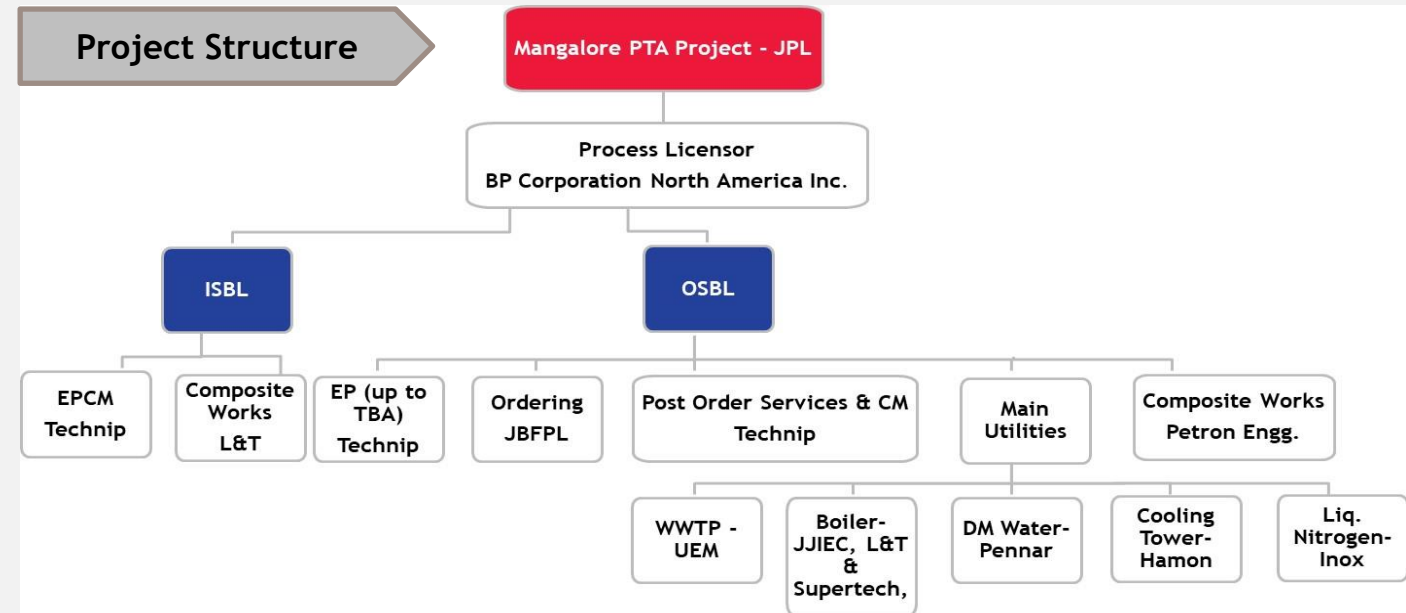 Project Structure
Mangalore PTA Project - JPL
Process Licensor
BP Corporation North America Inc.
ISBL
OSBL
EPCM
Technip
Composite
Works
L&T
EP (up to
TBA)
Technip
Ordering
JBFPL
Post Order Services & CM
Technip
Main
Utilities
Composite Works
Petron Engg.
WWTP -
UEM
Boiler-
JJIEC, L&T
&
Supertech,
DM Water-
Pennar
Cooling
Tower-
Hamon
Liq.
Nitrogen-
Inox